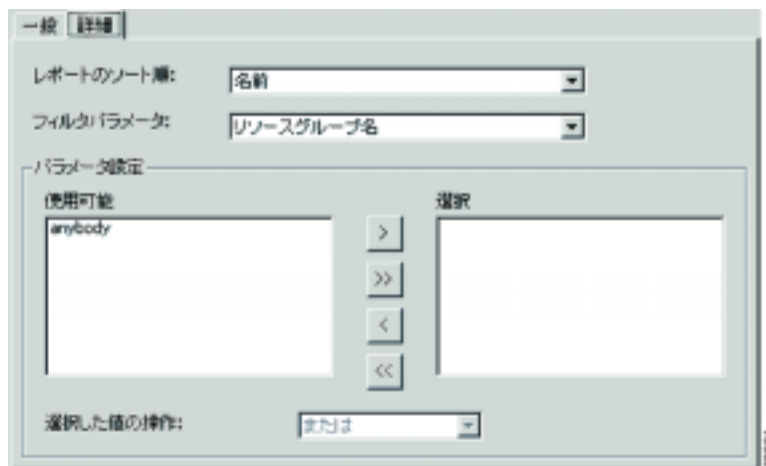 一般 詳細
レポートのソート順: 名前
フィルタパラメータ: リソースグループ名
パラメータ設定
使用可能 選択
anybody
>
>>
<
<<
選択した値の操作: または